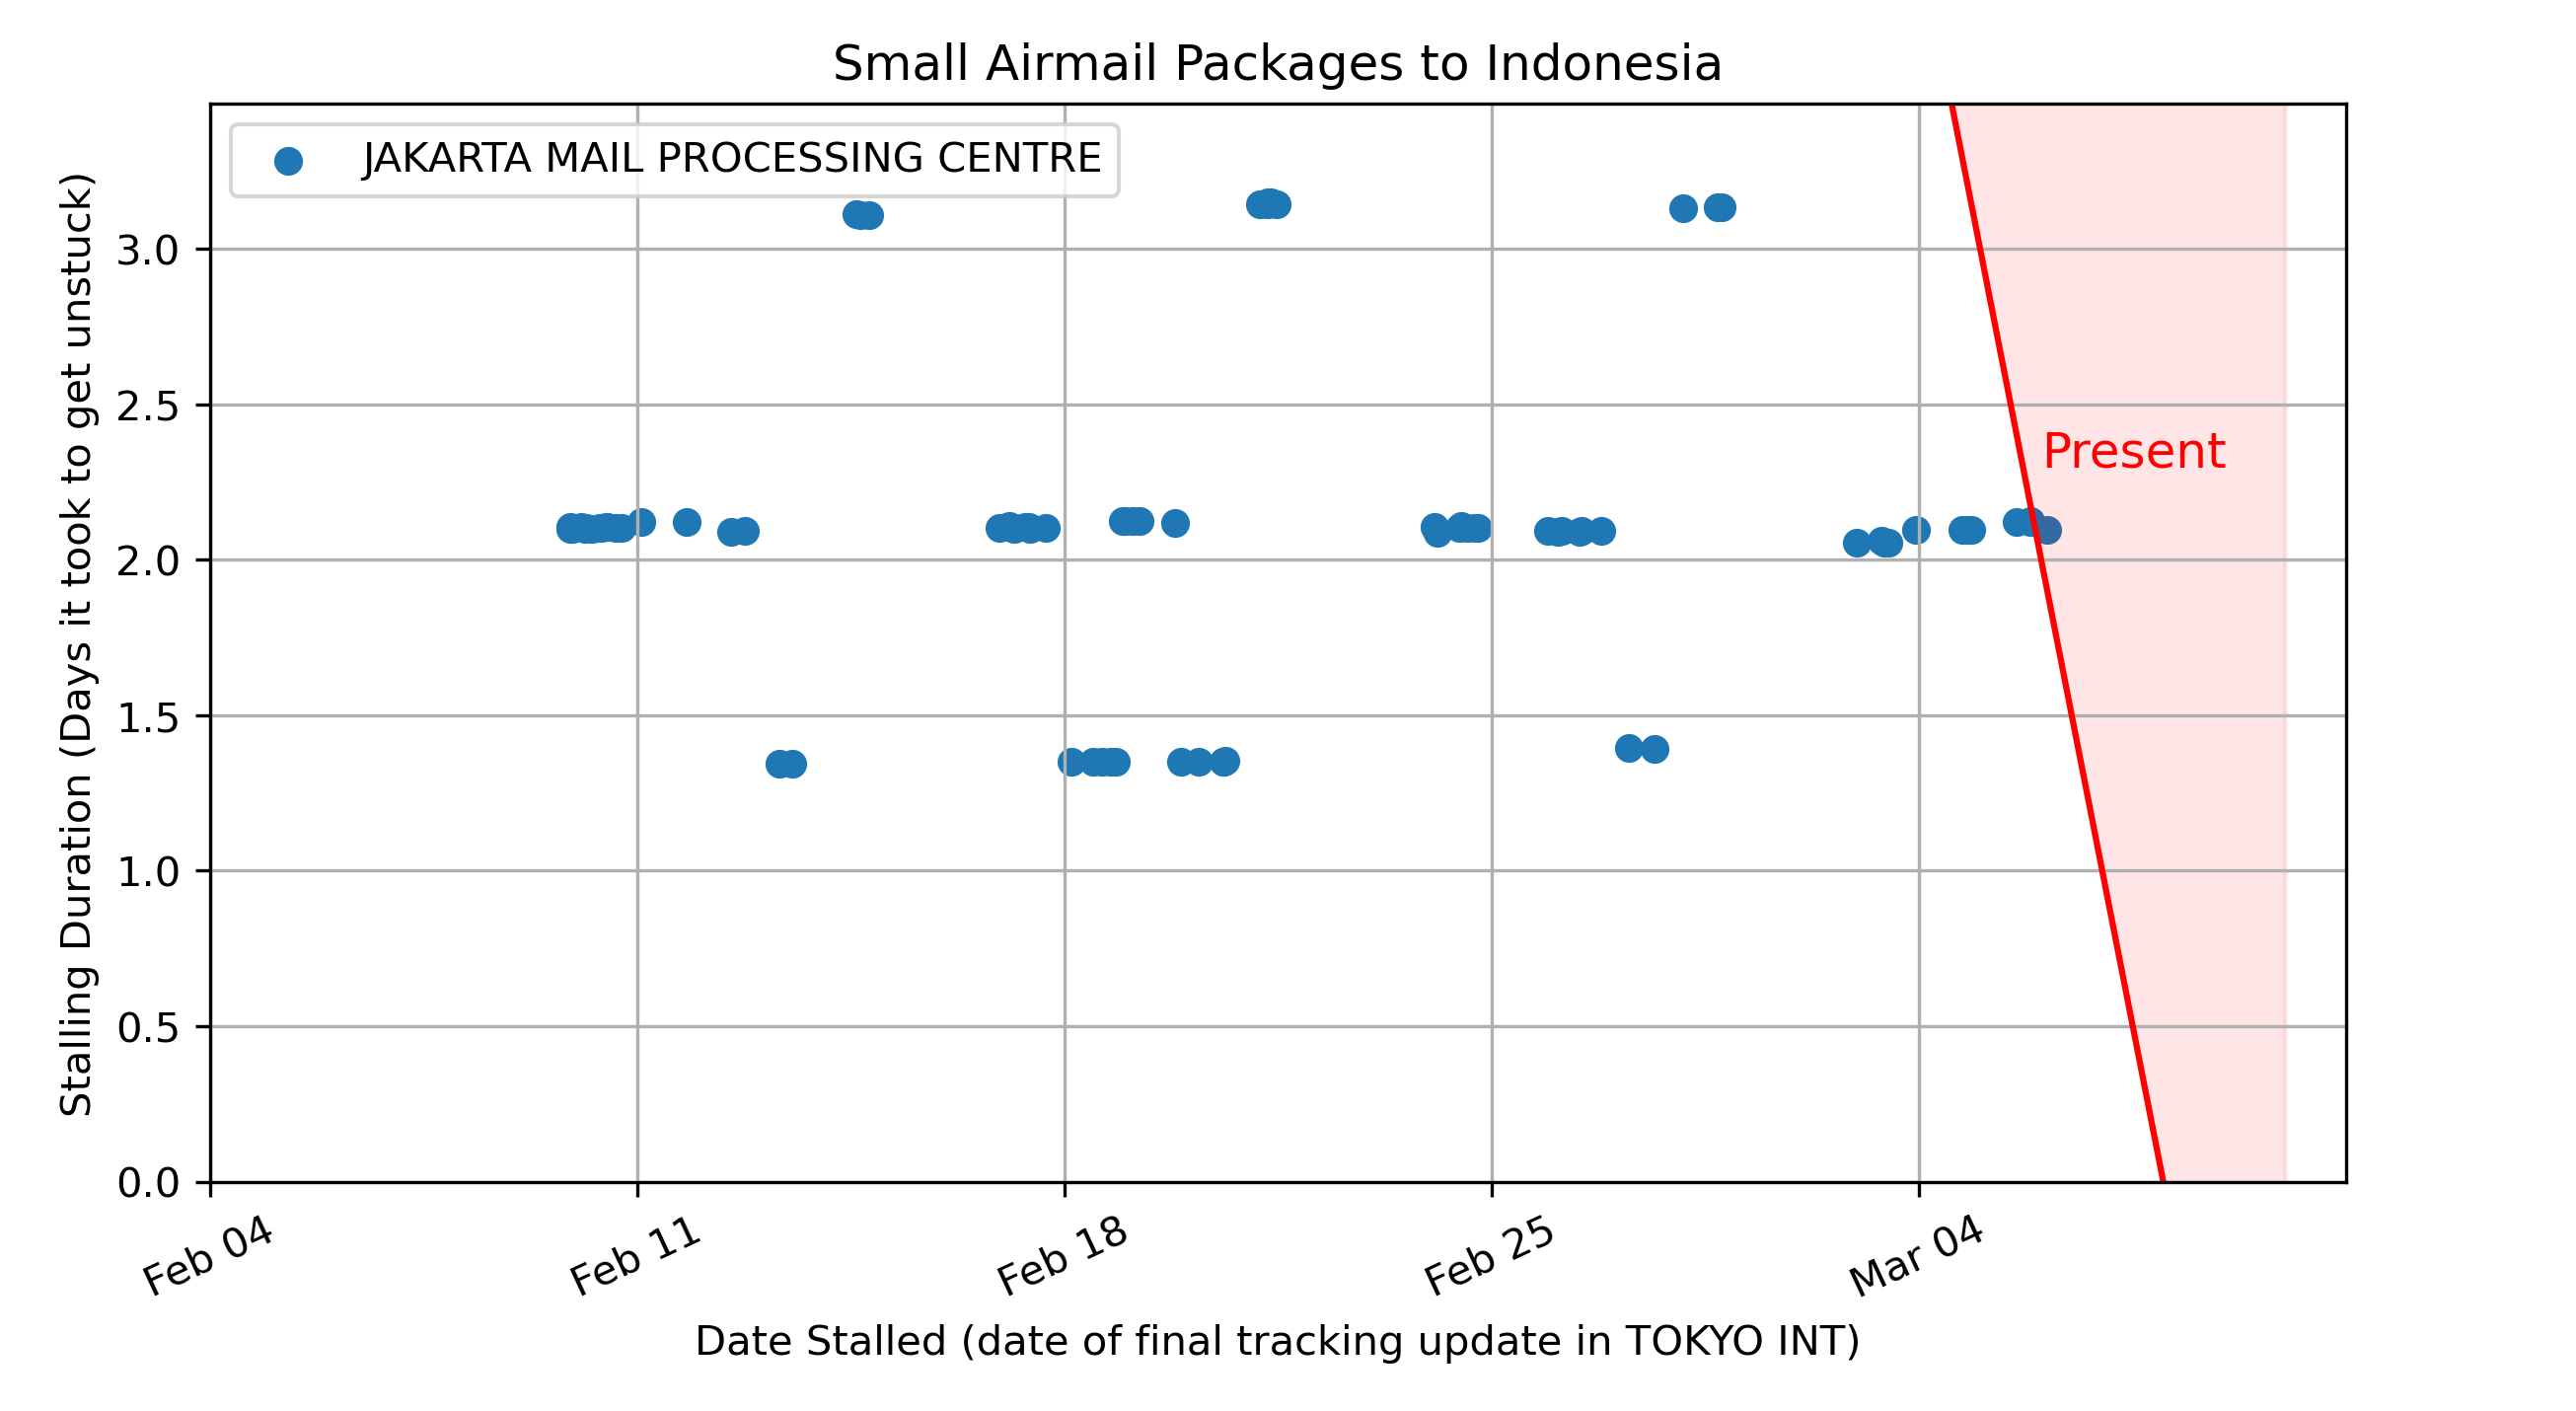 Small Airmail Packages to Indonesia
JAKARTA MAIL PROCESSING CENTRE
Stalling Duration (Days it took to get unstuck)
3.0
2.5
2.0
1.5
1.0
0.5
0.0
Present
Feb 04
Feb 11
Feb 18
Feb 25
Mar 04
Date Stalled (date of final tracking update in TOKYO INT)